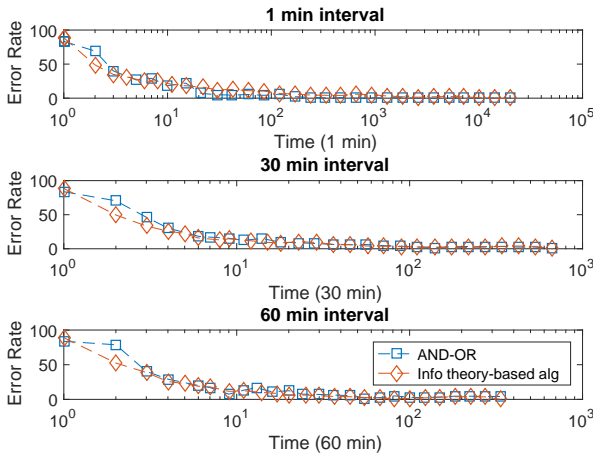 1 min interval
Error Rate
100
50
0
10^0
10^1
10^2
10^3
10^4
10^5
Time (1 min)
30 min interval
Error Rate
100
50
0
10^0
10^1
10^2
10^3
Time (30 min)
60 min interval
Error Rate
100
50
0
AND-OR
Info theory-based alg
10^0
10^1
10^2
10^3
Time (60 min)